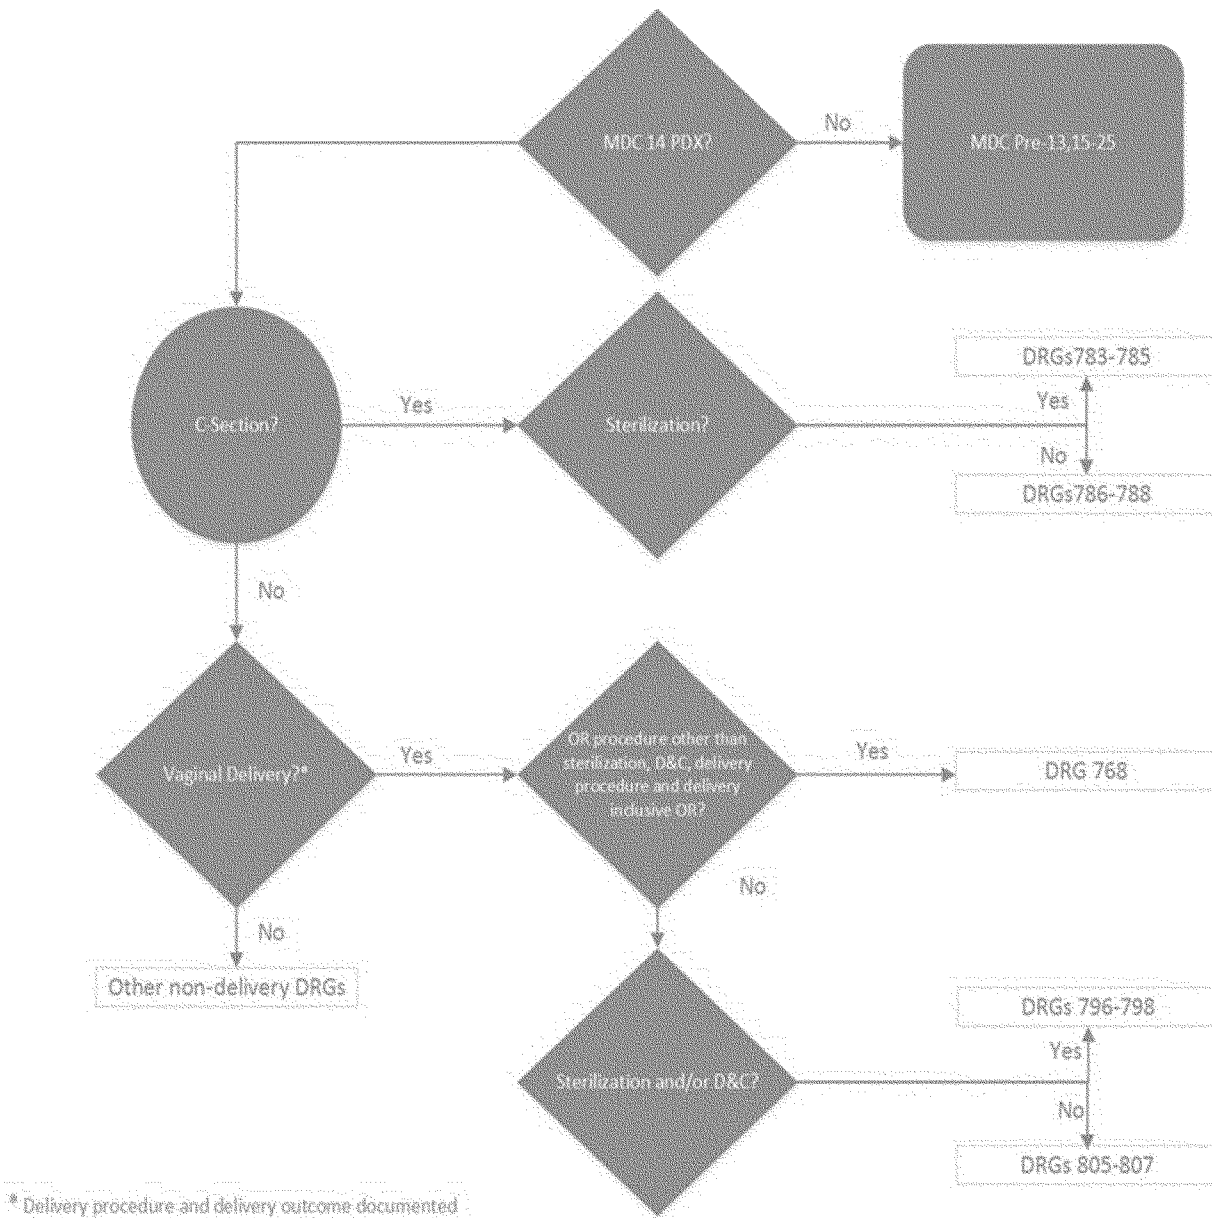 MDC 14 PDX?
No
MDC Pre-13,15-25
C-Section?
Yes
Sterilization?
DRGs783-785
Yes
No
DRGs786-788
No
Vaginal Delivery?*
Yes
OR procedure other than
sterilization, D&C, delivery
procedure and delivery
inclusive OR?
Yes
DRG 768
No
No
Other non-delivery DRGs
Sterilization and/or D&C?
DRGs 796-798
Yes
No
DRGs 805-807
* Delivery procedure and delivery outcome documented